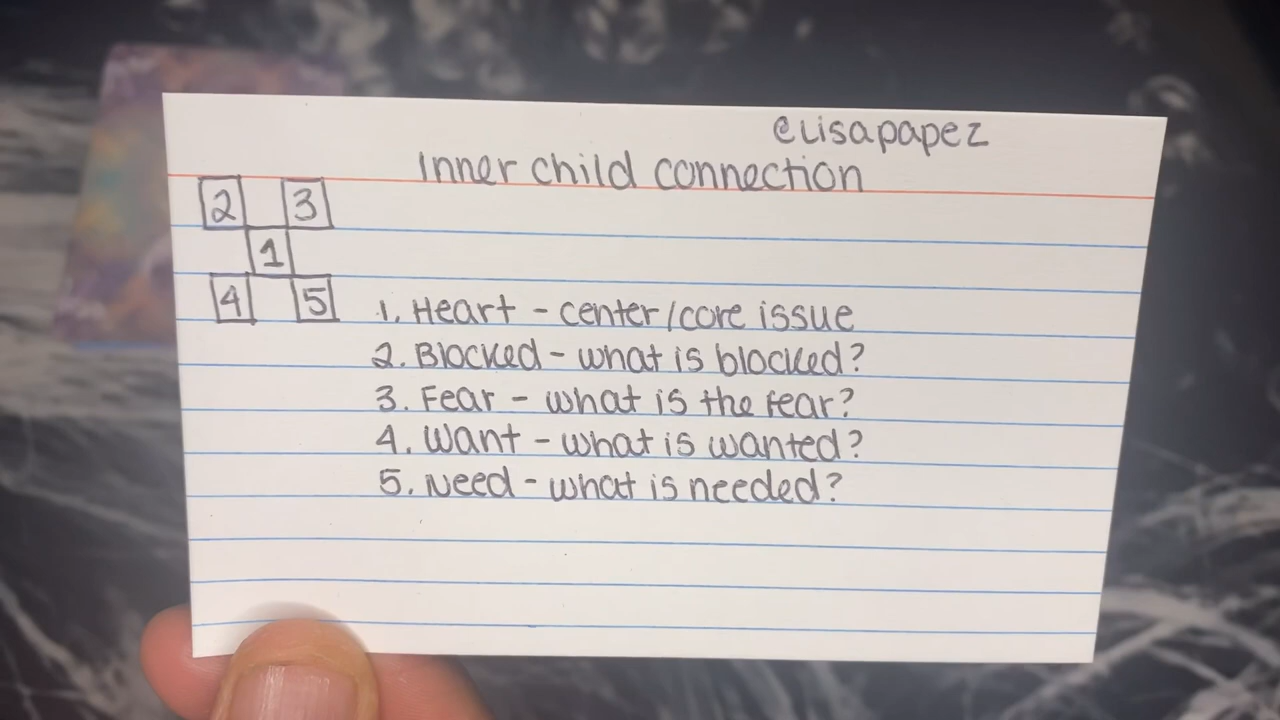 elisapapez
Inner child connection
2 3
1
4 5
1. Heart - center/core issue
2. Blocked - what is blocked?
3. Fear - what is the fear?
4. Want - what is wanted?
5. Need - what is needed?